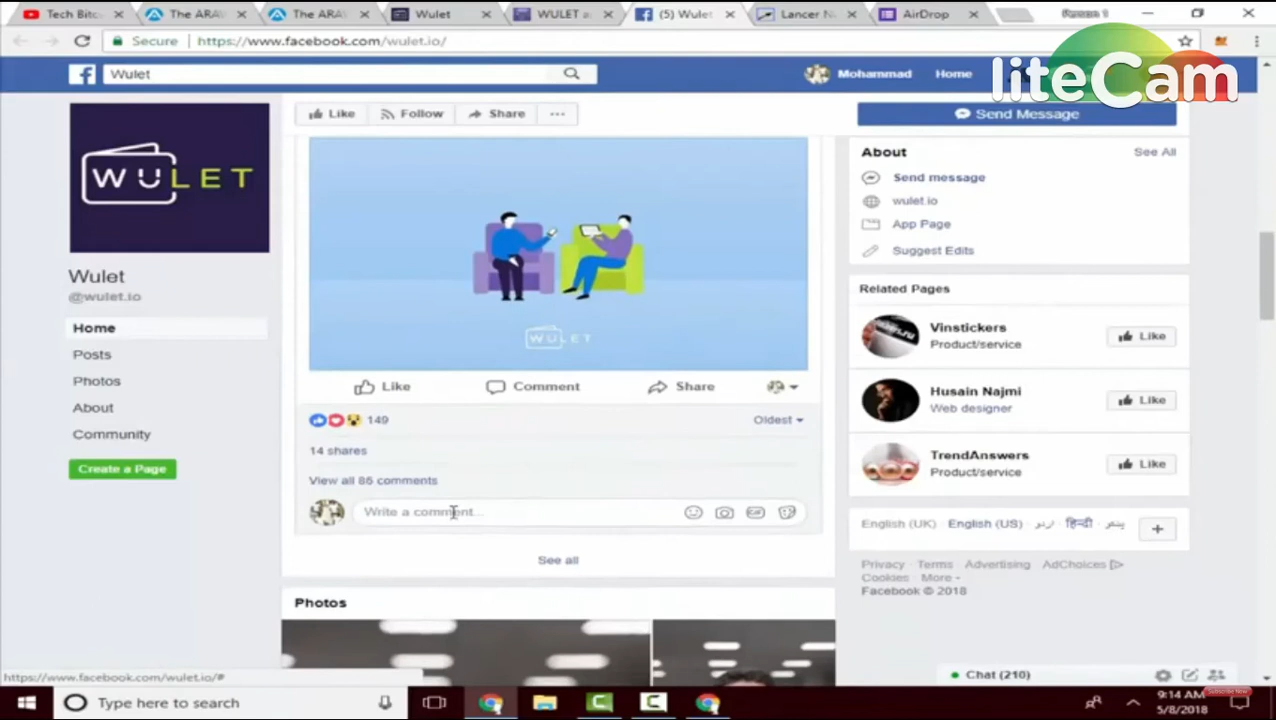 Tech Bitc
The ARA
The ARA
Wulet
WULET a
(5) Wulet
Lancer N
AirDrop
Secure
https://www.facebook.com/wulet.io/
liteCam
Wulet
Mohammad
Home
Like
Follow
Share
Send Message
WULET
Wulet
@wulet.io
Home
Posts
Photos
About
Community
Create a Page
WULET
Like
Comment
Share
149
Oldest
14 shares
View all 86 comments
Write a comment...
See all
Photos
About
See All
Send message
wulet.io
App Page
Suggest Edits
Related Pages
Vinstickers
Product/service
Like
Husain Najmi
Web designer
Like
TrendAnswers
Product/service
Like
English (UK) English (US) اردو हिन्दी پښتو
Privacy Terms Advertising AdChoices
Cookies More
Facebook © 2018
https://www.facebook.com/wulet.io/#
Chat (210)
Type here to search
9:14 AM
5/8/2018
Subscribe Now